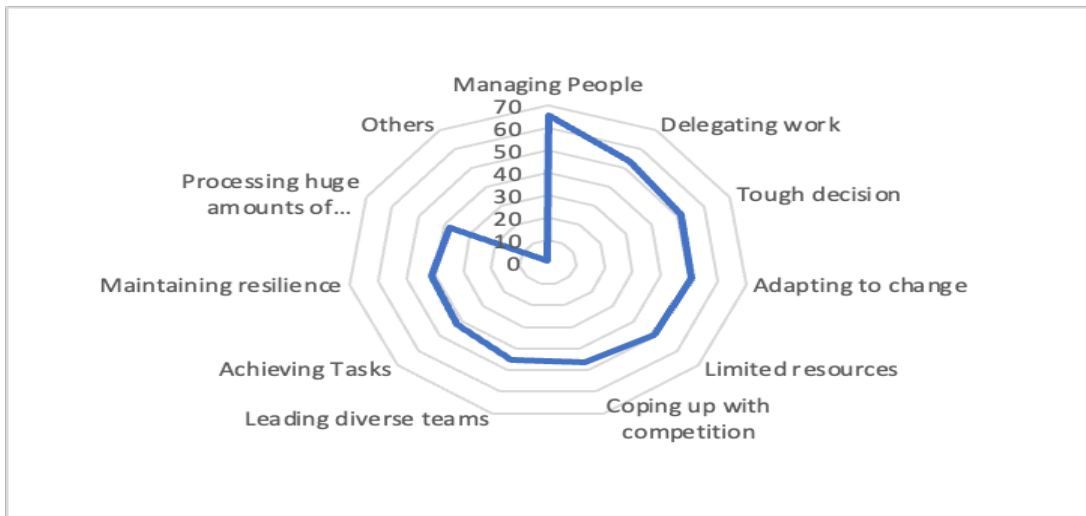 Managing People
70
60
50
40
30
20
10
0
Delegating work
Tough decision
Adapting to change
Limited resources
Coping up with
competition
Leading diverse teams
Achieving Tasks
Maintaining resilience
Processing huge
amounts of...
Others